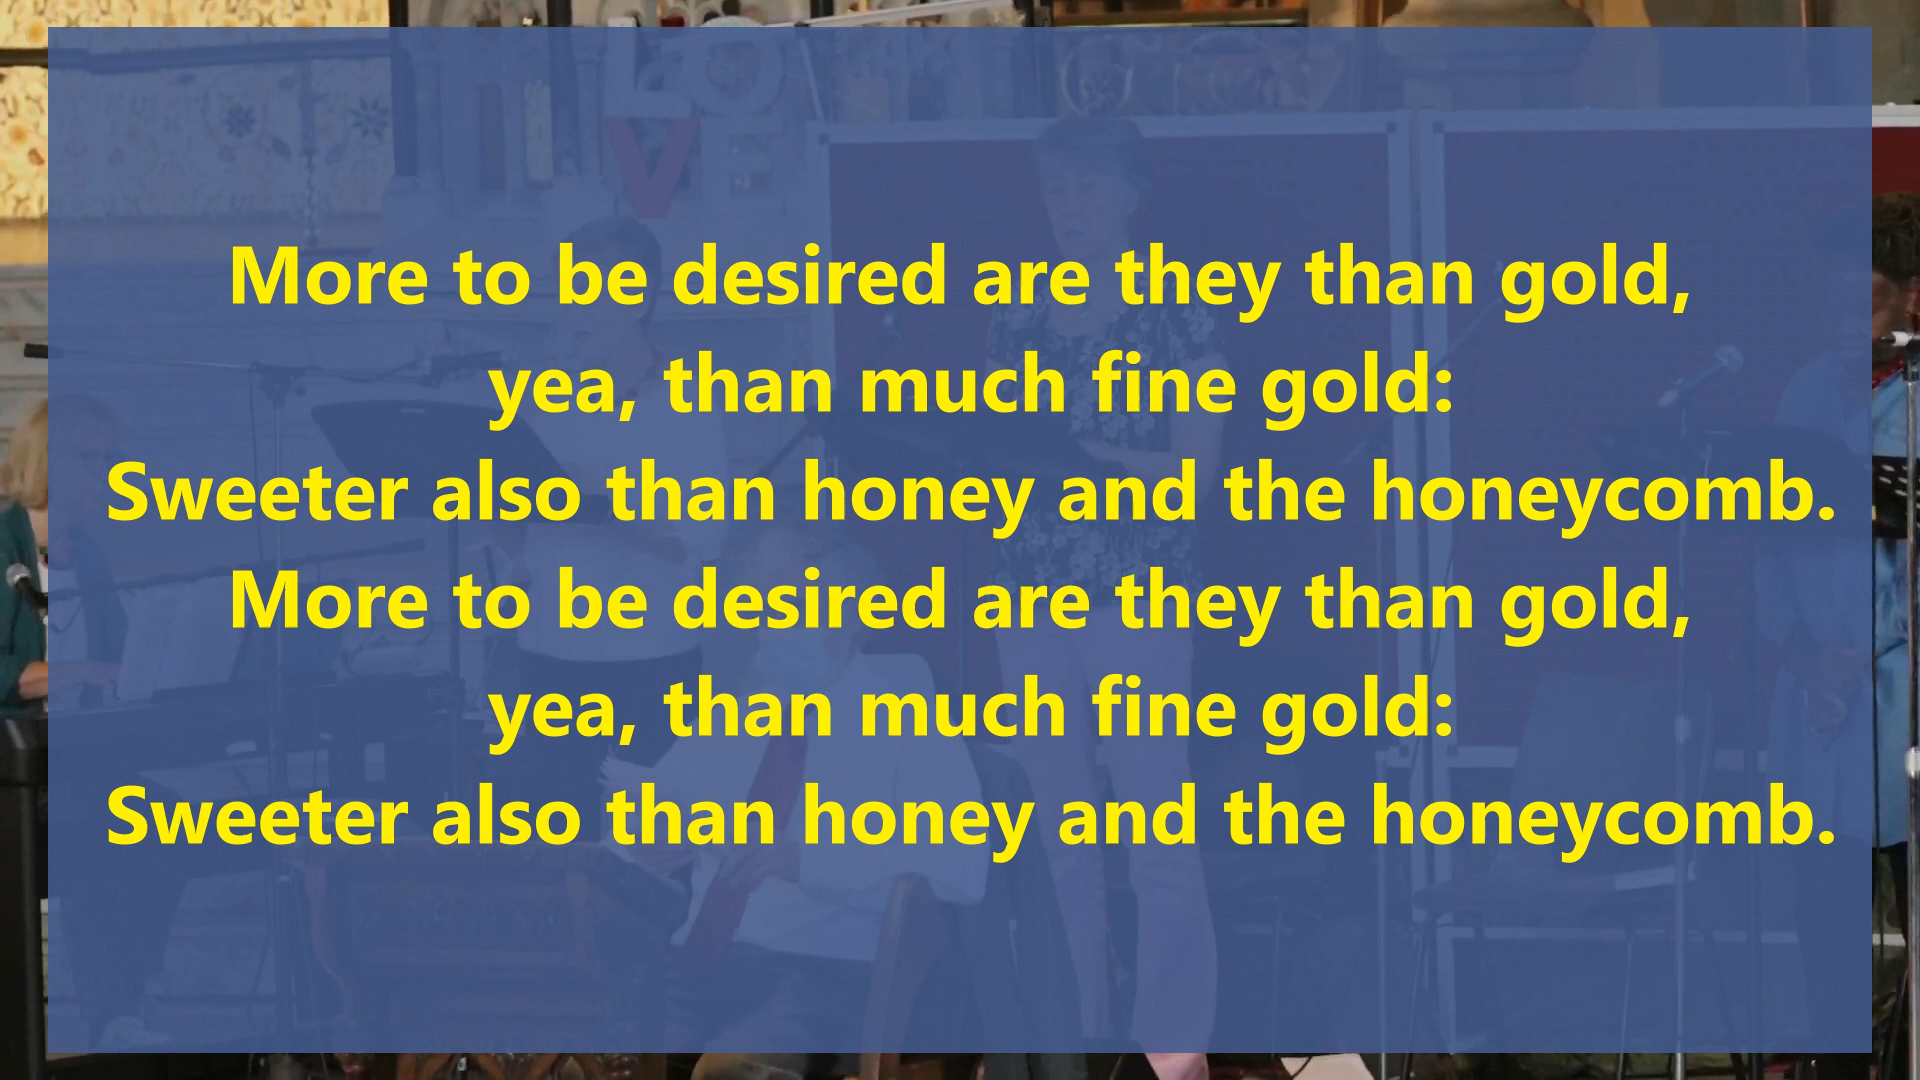 LO
VE
More to be desired are they than gold,
yea, than much fine gold:
Sweeter also than honey and the honeycomb.
More to be desired are they than gold,
yea, than much fine gold:
Sweeter also than honey and the honeycomb.